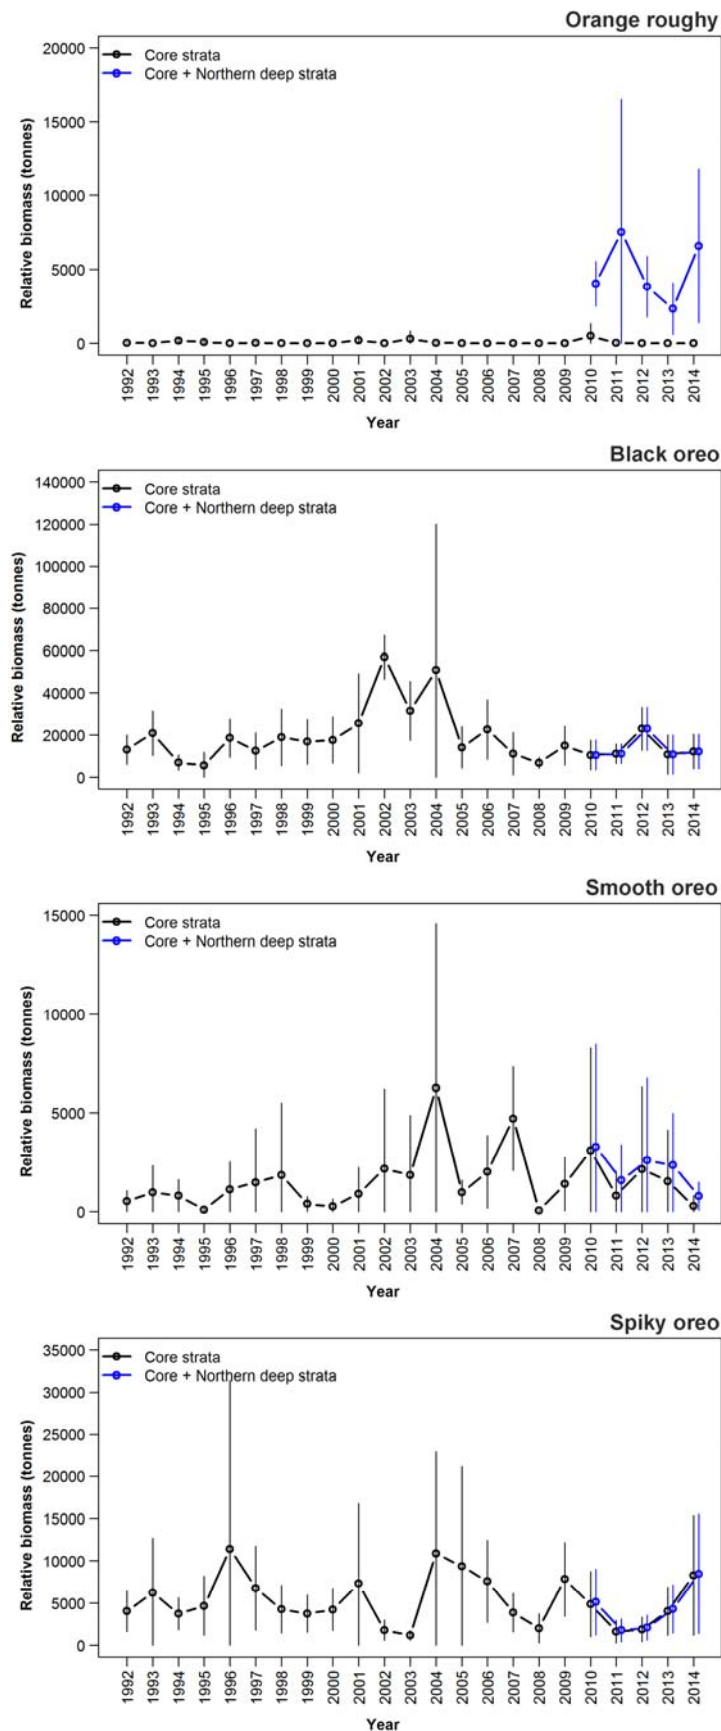 Orange roughy
Core strata
Core + Northern deep strata
Relative biomass (tonnes)
20000
15000
10000
5000
0
1992 1993 1994 1995 1996 1997 1998 1999 2000 2001 2002 2003 2004 2005 2006 2007 2008 2009 2010 2011 2012 2013 2014
Year
Black oreo
Core strata
Core + Northern deep strata
Relative biomass (tonnes)
140000
120000
100000
80000
60000
40000
20000
0
1992 1993 1994 1995 1996 1997 1998 1999 2000 2001 2002 2003 2004 2005 2006 2007 2008 2009 2010 2011 2012 2013 2014
Year
Smooth oreo
Core strata
Core + Northern deep strata
Relative biomass (tonnes)
15000
10000
5000
0
1992 1993 1994 1995 1996 1997 1998 1999 2000 2001 2002 2003 2004 2005 2006 2007 2008 2009 2010 2011 2012 2013 2014
Year
Spiky oreo
Core strata
Core + Northern deep strata
Relative biomass (tonnes)
35000
30000
25000
20000
15000
10000
5000
0
1992 1993 1994 1995 1996 1997 1998 1999 2000 2001 2002 2003 2004 2005 2006 2007 2008 2009 2010 2011 2012 2013 2014
Year